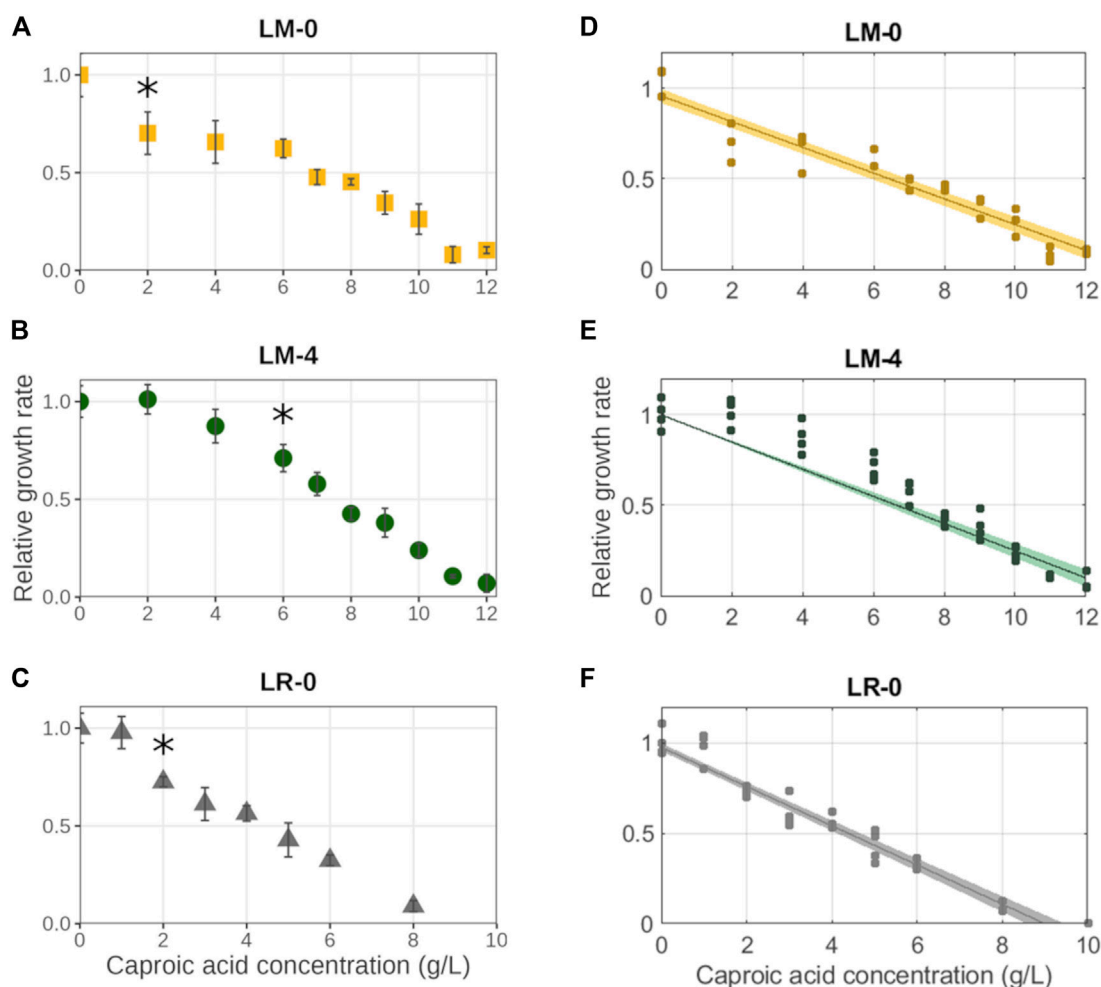 A
LM-0
1.0
*
0.5
0.0
0 2 4 6 8 10 12
B
LM-4
1.0
*
0.5
0.0
0 2 4 6 8 10 12
Relative growth rate
C
LR-0
1.0
*
0.5
0.0
0 2 4 6 8 10
Caproic acid concentration (g/L)
D
LM-0
1
0.5
0
0 2 4 6 8 10 12
E
LM-4
1
0.5
0
0 2 4 6 8 10 12
Relative growth rate
F
LR-0
1
0.5
0
0 2 4 6 8 10
Caproic acid concentration (g/L)